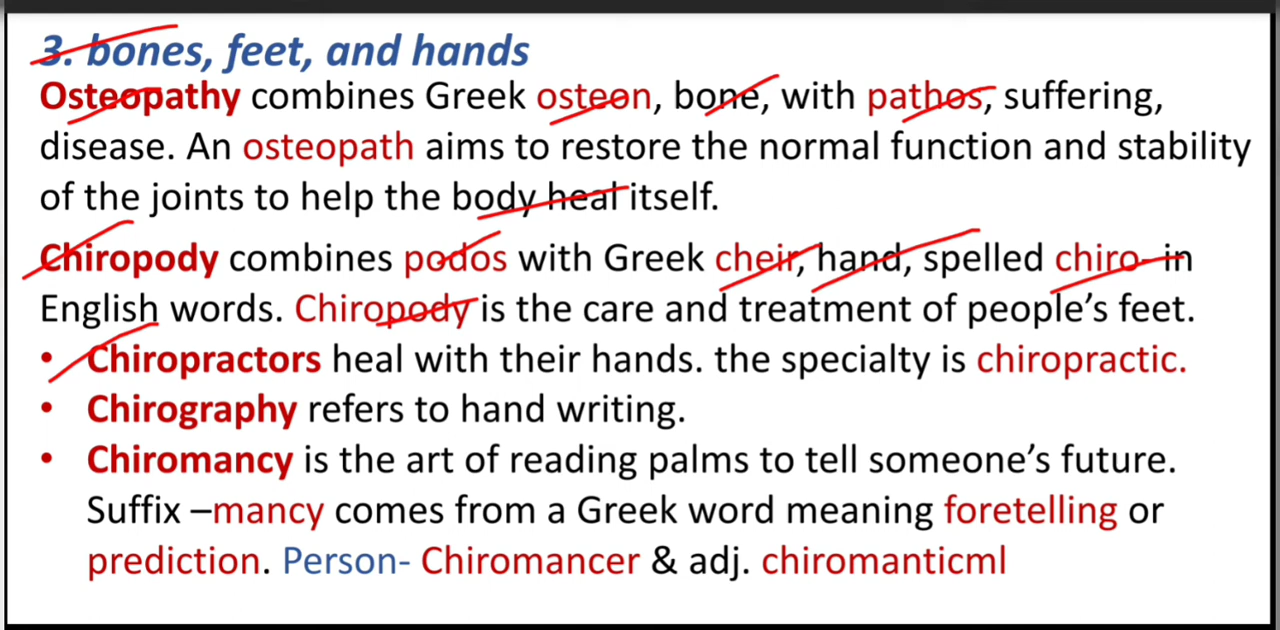 3. bones, feet, and hands
Osteopathy combines Greek osteon, bone, with pathos, suffering,
disease. An osteopath aims to restore the normal function and stability
of the joints to help the body heal itself.
Chiropody combines podos with Greek cheir, hand, spelled chiro- in
English words. Chiropody is the care and treatment of people’s feet.
• Chiropractors heal with their hands. the specialty is chiropractic.
• Chirography refers to hand writing.
• Chiromancy is the art of reading palms to tell someone’s future.
Suffix –mancy comes from a Greek word meaning foretelling or
prediction. Person- Chiromancer & adj. chiromanticml